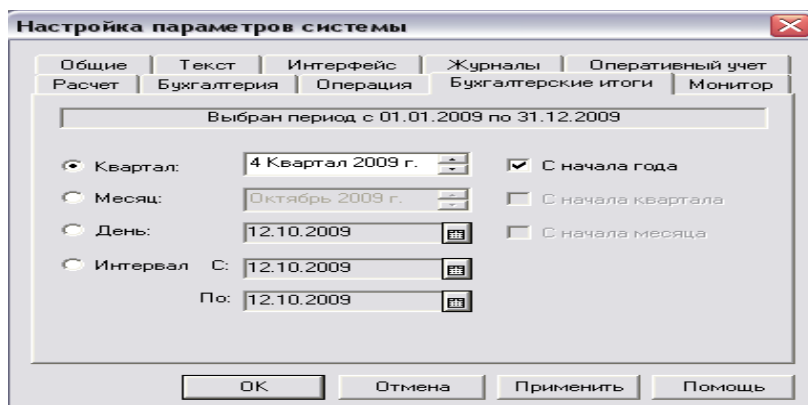 Настройка параметров системы
Общие Текст Интерфейс Журналы Оперативный учет
Расчет Бухгалтерия Операция Бухгалтерские итоги Монитор
Выбран период с 01.01.2009 по 31.12.2009
Квартал: 4 Квартал 2009 г. С начала года
Месяц: Октябрь 2009 г. С начала квартала
День: 12.10.2009 С начала месяца
Интервал С: 12.10.2009
По: 12.10.2009
OK Отмена Применить Помощь